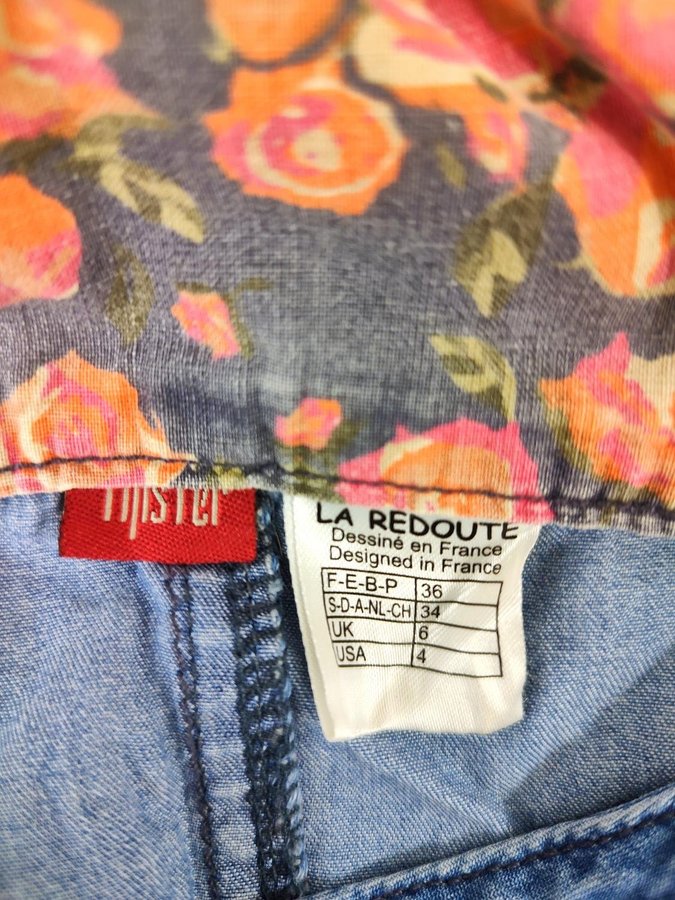 LA REDOUTE
Dessiné en France
Designed in France
F-E-B-P 36
S-D-A-NL-CH 34
UK 6
USA 4